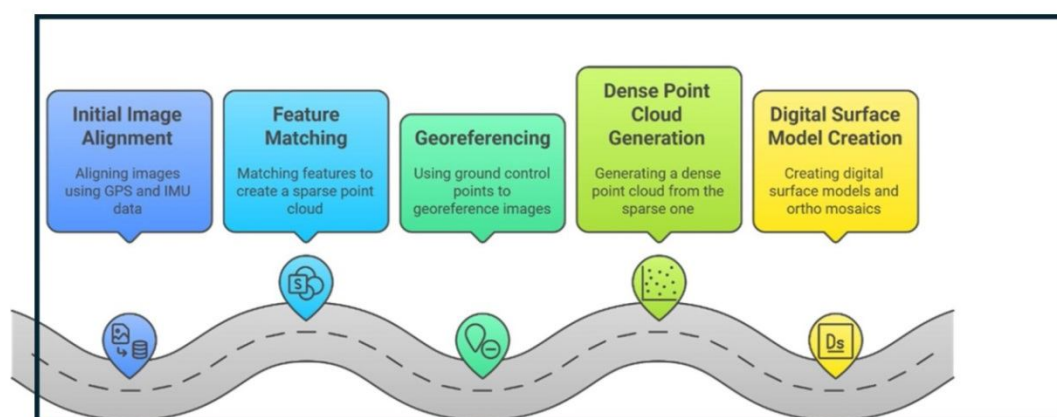 Initial Image
Alignment
Aligning images
using GPS and IMU
data
Feature
Matching
Matching features to
create a sparse point
cloud
Georeferencing
Using ground control
points to
georeference images
Dense Point
Cloud
Generation
Generating a dense
point cloud from the
sparse one
Digital Surface
Model Creation
Creating digital
surface models and
ortho mosaics
S
Ds